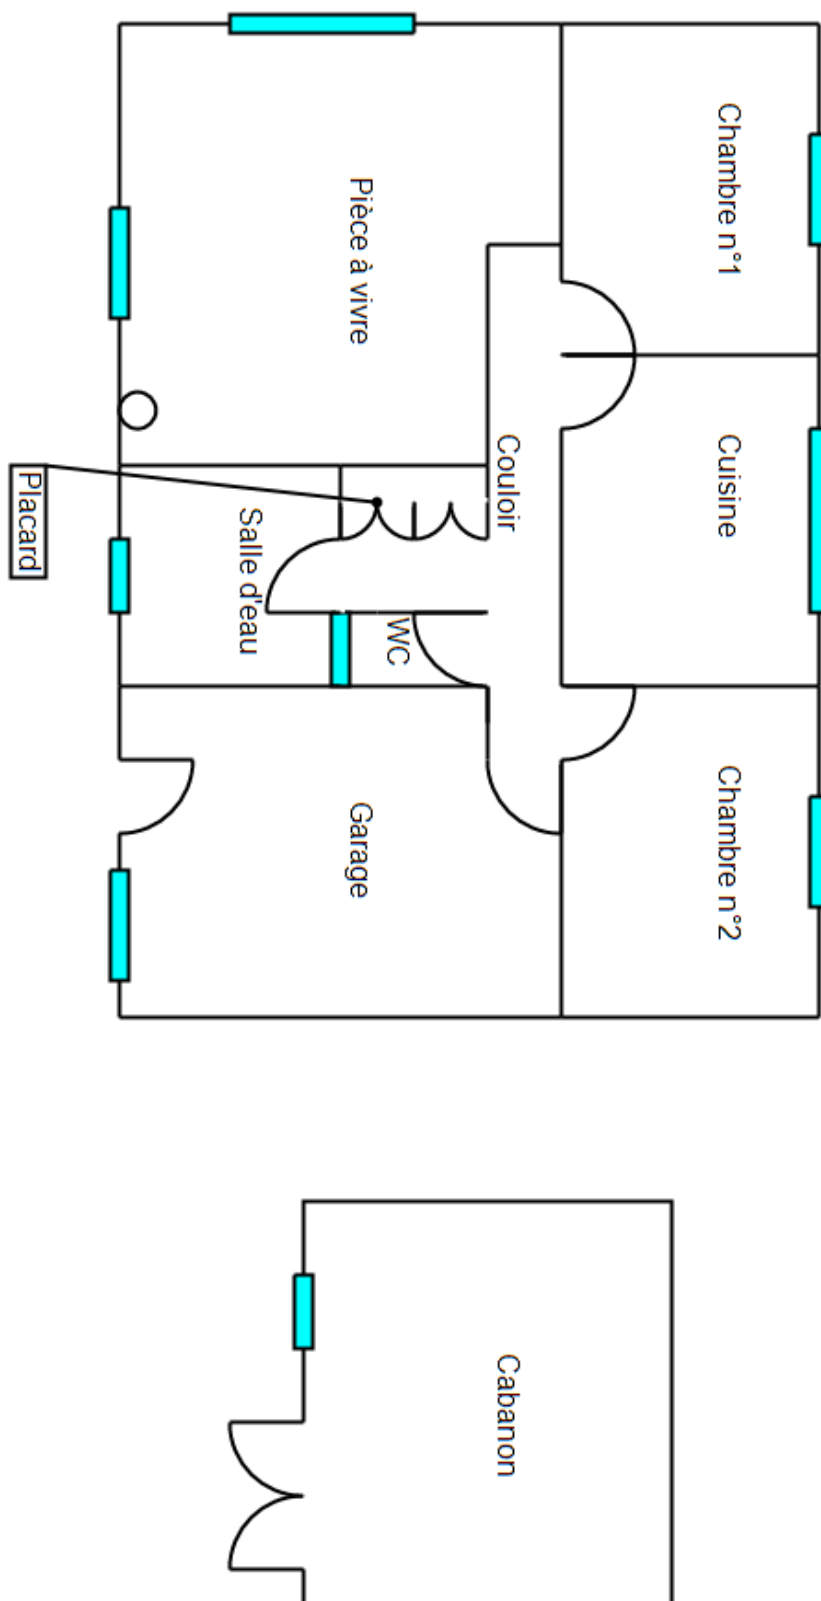 Chambre n°1
Cuisine
Chambre n°2
Pièce à vivre
Couloir
WC
Salle d'eau
Garage
Placard
Cabanon